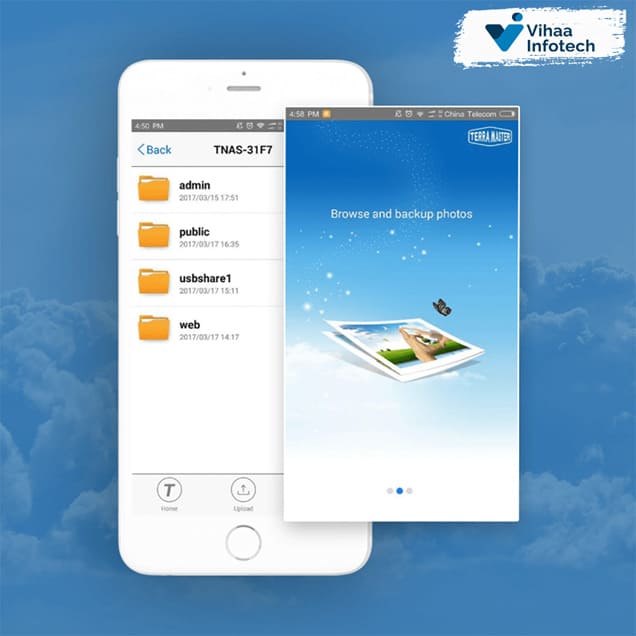 Vihaa
Infotech
4:50 PM
Back
TNAS-31F7
admin
2017/03/15 17:51
public
2017/03/17 16:35
usbshare1
2017/03/17 15:11
web
2017/03/17 14:17
T
Home
Upload
4:58 PM
China Telecom
TERRA MASTER
Browse and backup photos